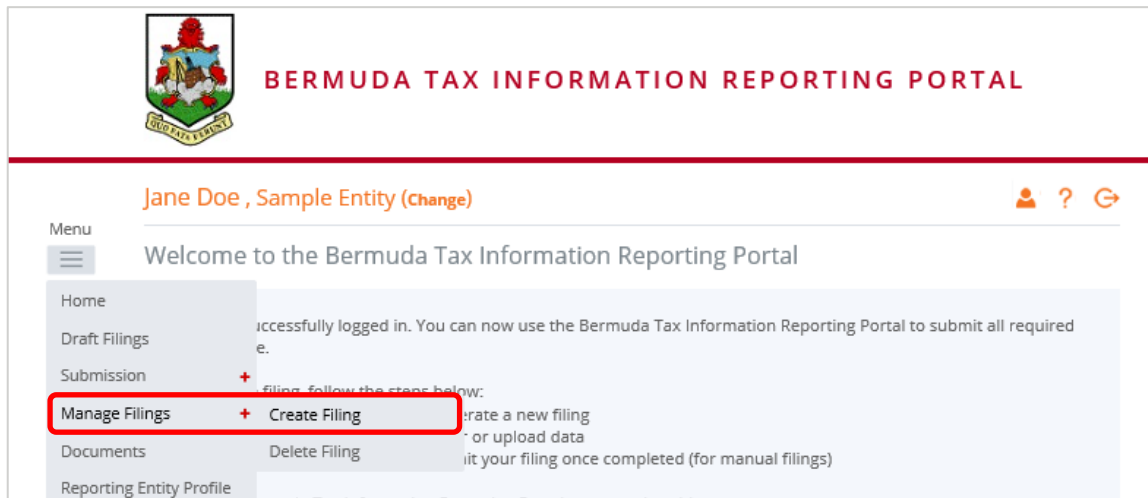 QUO FATA FERUNT
BERMUDA TAX INFORMATION REPORTING PORTAL
Jane Doe , Sample Entity (Change)
?
Menu
Welcome to the Bermuda Tax Information Reporting Portal
Home
uccessfully logged in. You can now use the Bermuda Tax Information Reporting Portal to submit all required
Draft Filings
e.
Submission +
filing, follow the steps below:
Manage Filings + Create Filing
erate a new filing
r or upload data
Documents Delete Filing
it your filing once completed (for manual filings)
Reporting Entity Profile